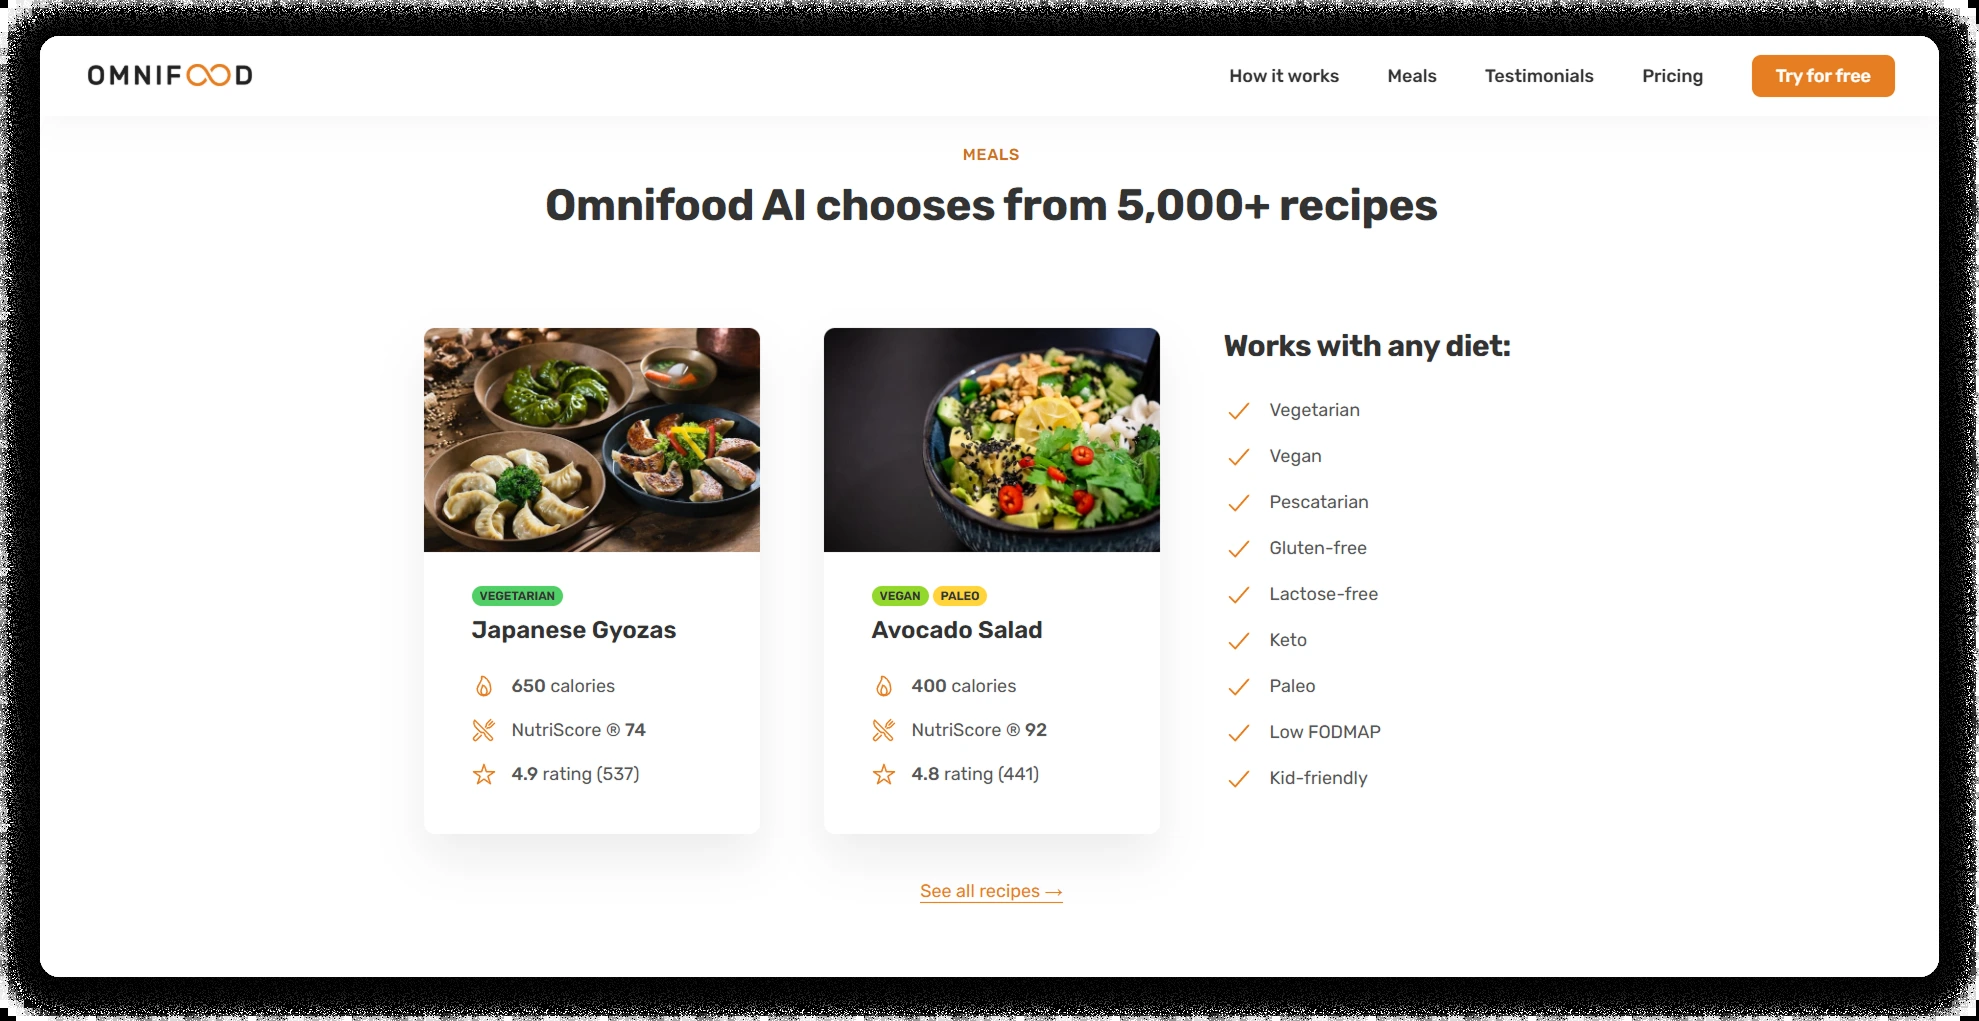 OMNIFOOD
How it works
Meals
Testimonials
Pricing
Try for free
MEALS
Omnifood AI chooses from 5,000+ recipes
VEGETARIAN
Japanese Gyozas
650 calories
NutriScore ® 74
4.9 rating (537)
VEGAN PALEO
Avocado Salad
400 calories
NutriScore ® 92
4.8 rating (441)
Works with any diet:
Vegetarian
Vegan
Pescatarian
Gluten-free
Lactose-free
Keto
Paleo
Low FODMAP
Kid-friendly
See all recipes →